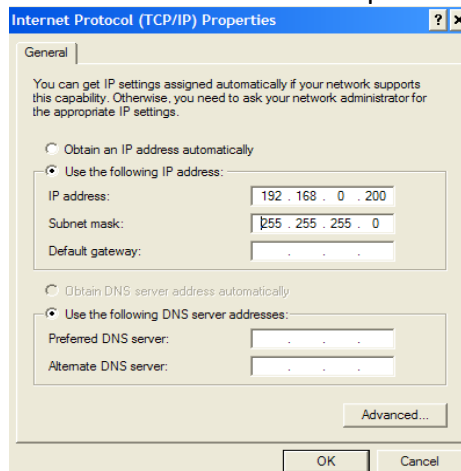 Internet Protocol (TCP/IP) Properties
General
You can get IP settings assigned automatically if your network supports
this capability. Otherwise, you need to ask your network administrator for
the appropriate IP settings.
Obtain an IP address automatically
Use the following IP address:
IP address: 192 . 168 . 0 . 200
Subnet mask: 255 . 255 . 255 . 0
Default gateway: . . .
Obtain DNS server address automatically
Use the following DNS server addresses:
Preferred DNS server: . . .
Alternate DNS server: . . .
Advanced...
OK Cancel